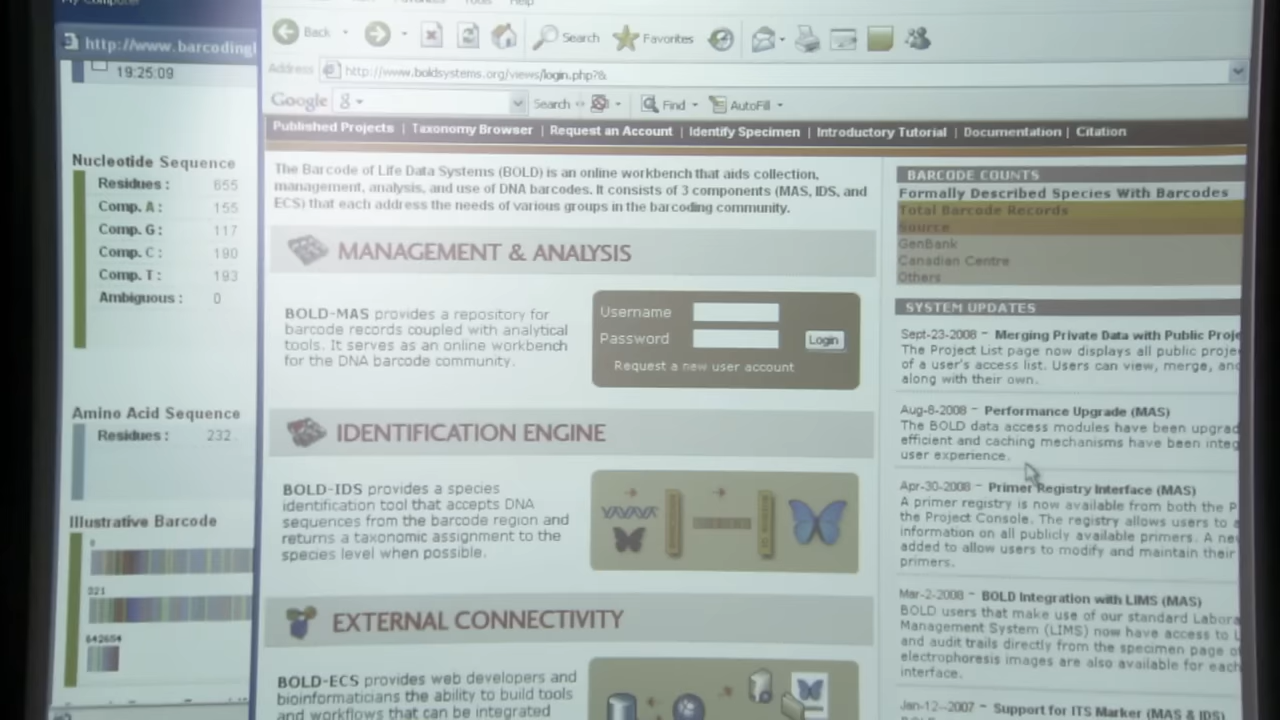 My Computer
http://www.barcodingl
19:25:09
Nucleotide Sequence
Residues : 655
Comp. A : 155
Comp. G : 117
Comp. C : 190
Comp. T : 193
Ambiguous : 0
Amino Acid Sequence
Residues : 232
Illustrative Barcode
0
321
642654
Tools Help
Back
Search
Favorites
Address http://www.boldsystems.org/views/login.php?&
Google
Search
Find
AutoFill
Published Projects | Taxonomy Browser | Request an Account | Identify Specimen | Introductory Tutorial | Documentation | Citation
The Barcode of Life Data Systems (BOLD) is an online workbench that aids collection,
management, analysis, and use of DNA barcodes. It consists of 3 components (MAS, IDS, and
ECS) that each address the needs of various groups in the barcoding community.
MANAGEMENT & ANALYSIS
BOLD-MAS provides a repository for
barcode records coupled with analytical
tools. It serves as an online workbench
for the DNA barcode community.
Username
Password
Login
Request a new user account
IDENTIFICATION ENGINE
BOLD-IDS provides a species
identification tool that accepts DNA
sequences from the barcode region and
returns a taxonomic assignment to the
species level when possible.
EXTERNAL CONNECTIVITY
BOLD-ECS provides web developers and
bioinformaticians the ability to build tools
and workflows that can be integrated
BARCODE COUNTS
Formally Described Species With Barcodes
Total Barcode Records
Source
GenBank
Canadian Centre
Others
SYSTEM UPDATES
Sept-23-2008 - Merging Private Data with Public Proje
The Project List page now displays all public proje
of a user's access list. Users can view, merge, and
along with their own.
Aug-8-2008 - Performance Upgrade (MAS)
The BOLD data access modules have been upgrad
efficient and caching mechanisms have been integ
user experience.
Apr-30-2008 - Primer Registry Interface (MAS)
A primer registry is now available from both the P
the Project Console. The registry allows users to a
information on all publicly available primers. A ne
added to allow users to modify and maintain their
primers.
Mar-2-2008 - BOLD Integration with LIMS (MAS)
BOLD users that make use of our standard Labora
Management System (LIMS) now have access to L
and audit trails directly from the specimen page of
electrophoresis images are also available for each
interface.
Jan-12-2007 - Support for ITS Marker (MAS & IDS)